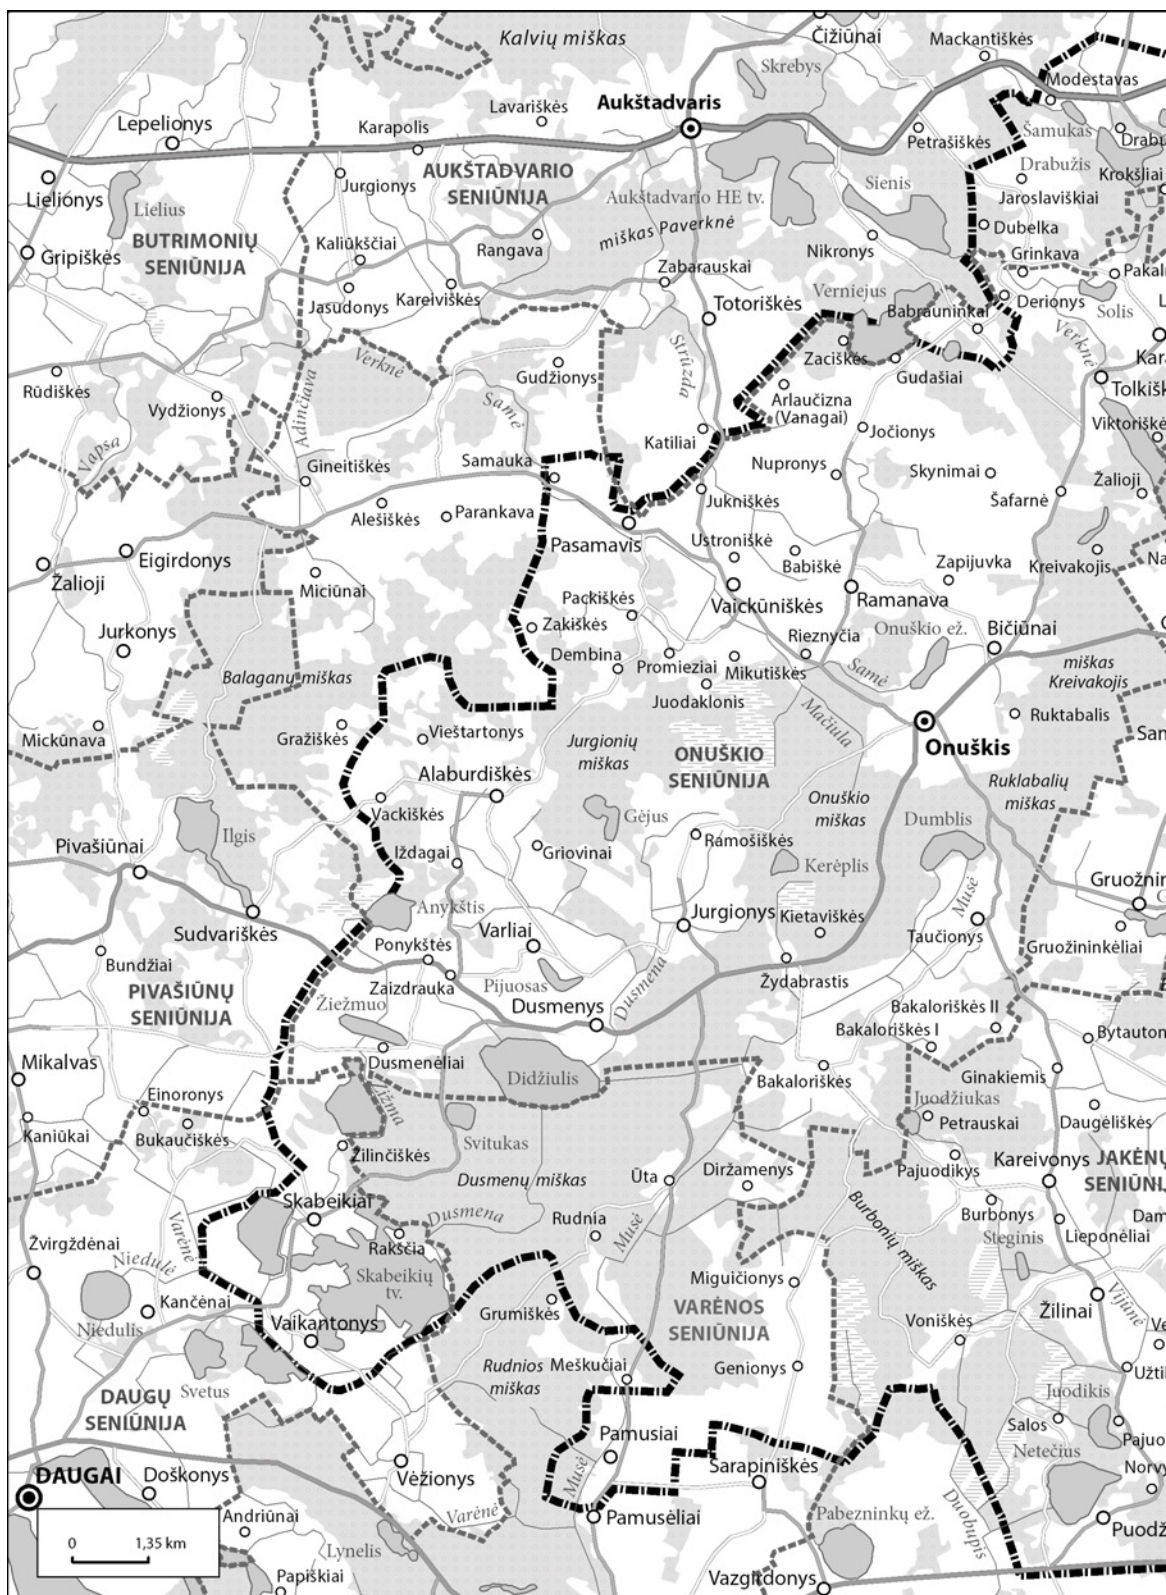 Kalvių miškas
Čižiūnai
Mackantiškės
Skrebys
Modestavas
Lavariškės
Aukštadvaris
Lepelionys
Karapolis
Petrašiškės
Šamukas
AUKŠTADVARIO
SENIŪNIJA
Jurgionys
Drabužis
Krokšliai
Lielionys
Lielius
Aukštadvario HE tv.
Sienis
Jaroslaviškiai
BUTRIMONIŲ
SENIŪNIJA
Kaliūkščiai
Rangava
miškas Paverknė
Nikronys
Dubelka
Gripiškės
Grinkava
Jasudonys
Kareiviškės
Zabarauskai
Verniejus
Derionys
Solis
Totoriškės
Babrauninkai
Verknė
Verknė
Strūzda
Zaciškės
Gudašiai
Rūdiškės
Gudžionys
Vydžionys
Adinčiava
Samė
Arlaučizna
(Vanagai)
Vapša
Katiliai
Jočionys
Gineitiškės
Samauka
Nupronys
Skynimai
Alešiškės
Parankava
Jukniškės
Šafarnė
Žalioji
Pasamavis
Ustroniškė
Babiškė
Eigirdonys
Žalioji
Miciūnai
Zapijuvka
Kreivakojis
Packiškės
Vaickūniškės
Ramanava
Jurkonys
Zakiškės
Rieznyčia
Onuškio ež.
Bičiūnai
Balaganų miškas
Dembina
Promieziai
Mikutiškės
Samė
miškas
Kreivakojis
Juodaklonis
Mačiula
Mickūnava
Gražiškės
Vieštartonys
Jurgionių
miškas
ONUŠKIO
SENIŪNIJA
Onuškis
Ruktabalis
Alaburdiškės
Onuškio
miškas
Ruklabalių
miškas
Vackiškės
Gėjus
Dumblis
Ilgis
Ramošiškės
Pivašiūnai
Iždagai
Griovinai
Kerėplis
Anykštis
Jurgionys
Kietaviškės
Musė
Sudvariškės
Ponykštės
Varliai
Taučionys
Gruožininkėliai
Bundžiai
PIVAŠIŪNŲ
SENIŪNIJA
Zaizdrauka
Pijuosas
Dusmena
Žydabrastis
Žiežmuo
Dusmenys
Bakaloriškės II
Bakaloriškės I
Mikalvas
Dusmenėliai
Didžiulis
Bakaloriškės
Ginakiemis
Einoronys
Žižma
Juodžiukas
Kaniūkai
Bukaučiškės
Svitukas
Petrauskai
Daugėliškės
Žilinčiškės
Pajuodikys
Kareivonys
Dusmenų miškas
Ūta
Diržamenys
Skabeikiai
Dusmena
Rudnia
Musė
Burbonių miškas
Burbonys
Varėnė
Rakščia
Steginis
Lieponėliai
Žvirgždėnai
Niedulė
Skabeikių
tv.
Miguičionys
Kančėnai
Grumiškės
VARĖNOS
SENIŪNIJA
Žilinai
Vijūnė
Niedulis
Vaikantonys
Voniškės
Rudnios
miškas
Meškučiai
Genionys
Svetus
DAUGŲ
SENIŪNIJA
Juodikis
Salos
Pamusiai
Netečius
DAUGAI
Doškonys
Vėžionys
Musė
Sarapiniškės
Andriūnai
Varėnė
Pamusėliai
Pabezninkų ež.
Duobupis
0 1,35 km
Lynelis
Papiškiai
Vazgirdonys